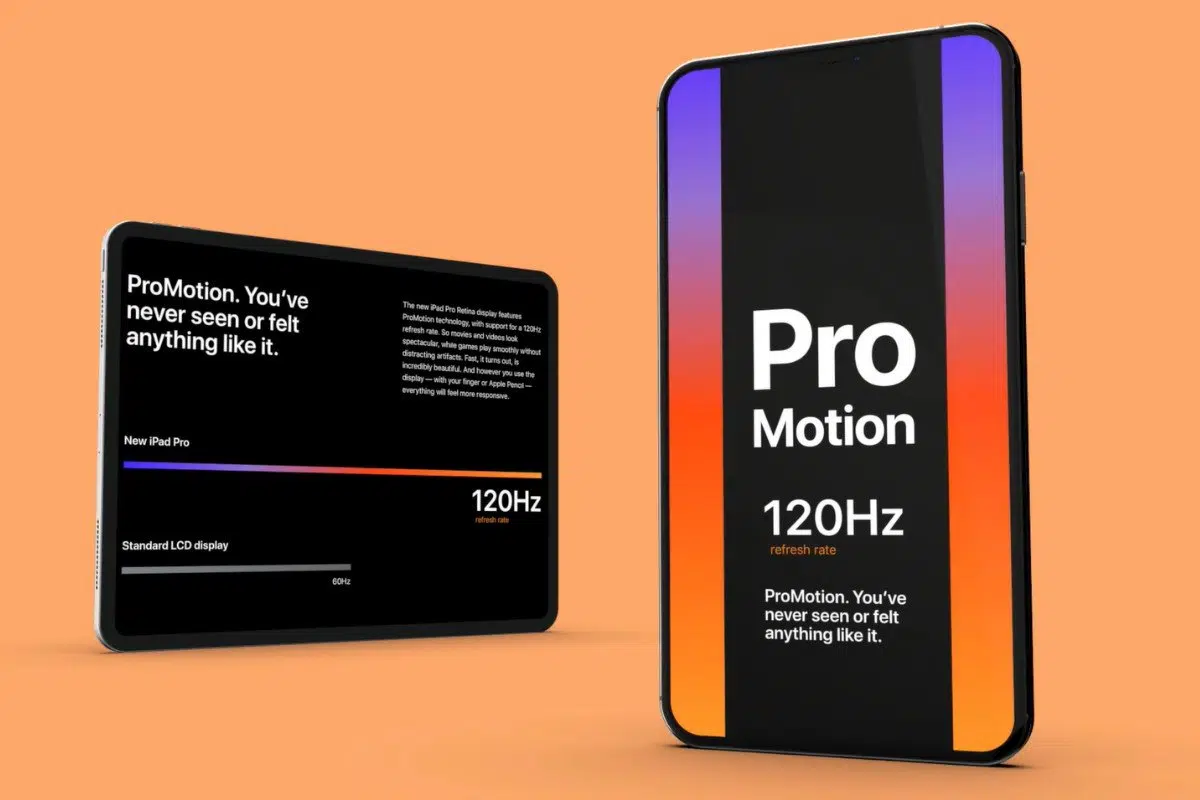 ProMotion. You've
never seen or felt
anything like it.
The new iPad Pro Retina display features
ProMotion technology, with support for a 120Hz
refresh rate. So movies and videos look
spectacular, while games play smoothly without
distracting artifacts. Fast, it turns out, is
incredibly beautiful. And however you use the
display — with your finger or Apple Pencil —
everything will feel more responsive.
New iPad Pro
120Hz
refresh rate
Standard LCD display
60Hz
Pro
Motion
120Hz
refresh rate
ProMotion. You've
never seen or felt
anything like it.